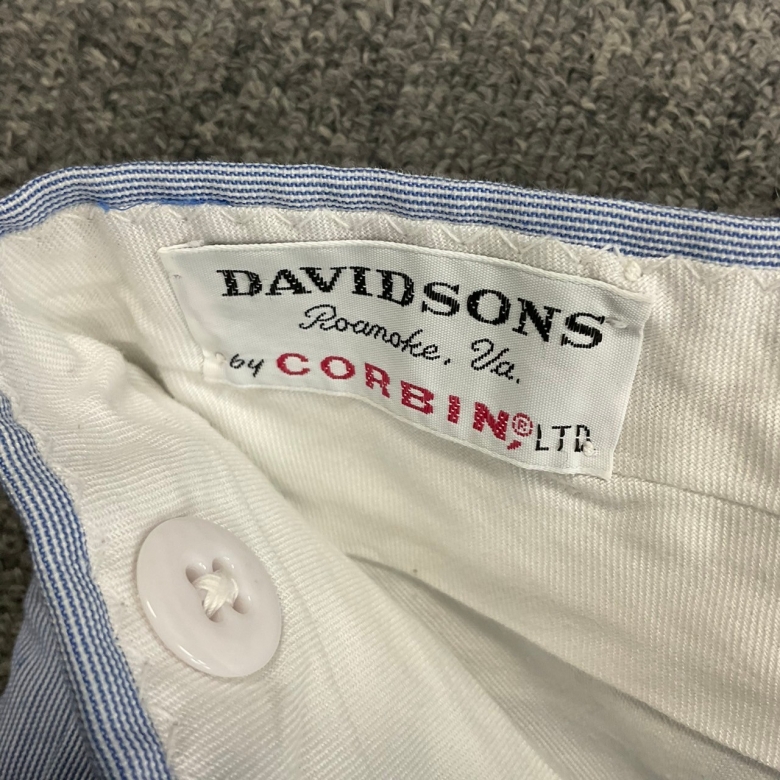 DAVIDSONS
Roanoke, Va.
by CORBIN,® LTD.